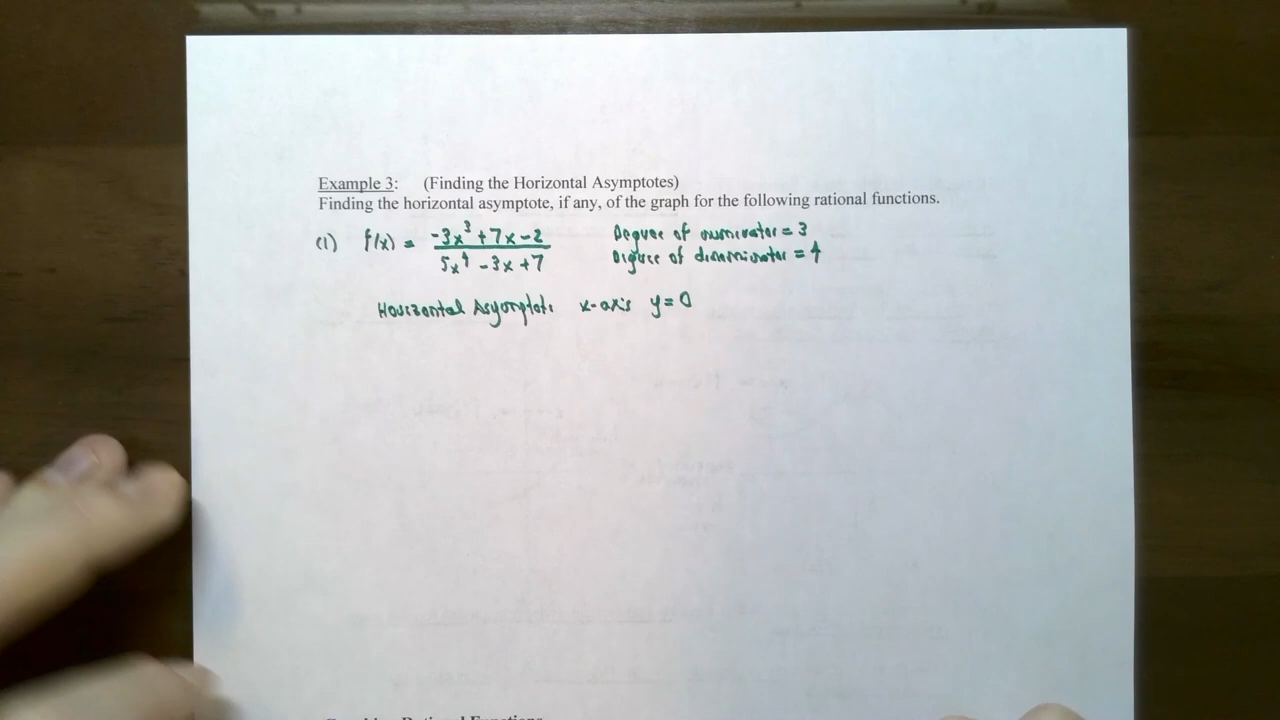 Example 3: (Finding the Horizontal Asymptotes)
Finding the horizontal asymptote, if any, of the graph for the following rational functions.
(1) f(x) = (-3x³+7x-2)/(5x⁴-3x+7)
Degree of numerator = 3
Degree of denominator = 4
Horizontal Asymptote x-axis y=0
Rational Functions